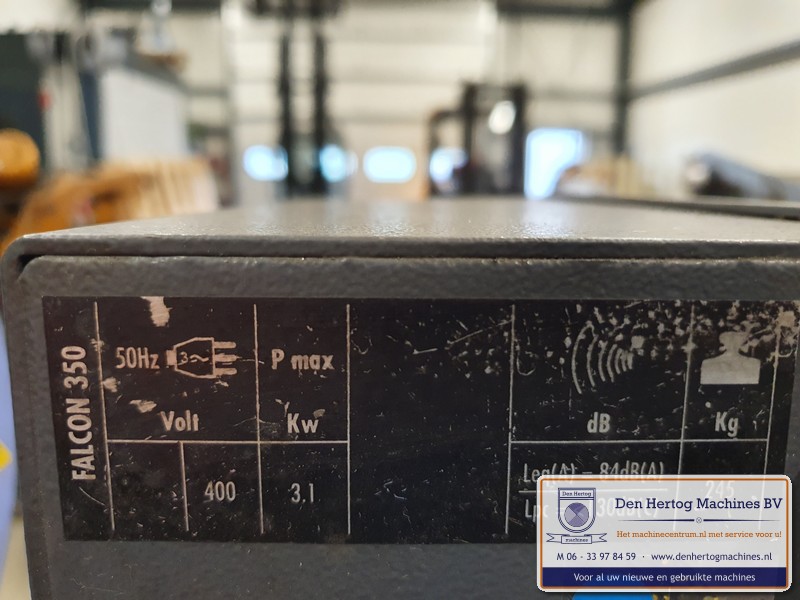 FALCON 350
50Hz 3~
Volt
P max
Kw
dB
Kg
400
3.1
Leq(A) = 84dB(A)
Lpc
30dB(C)
245
Den Hertog
machines
Den Hertog Machines BV
Het machinecentrum.nl met service voor u!
M 06 - 33 97 84 59 · www.denhertogmachines.nl
Voor al uw nieuwe en gebruikte machines